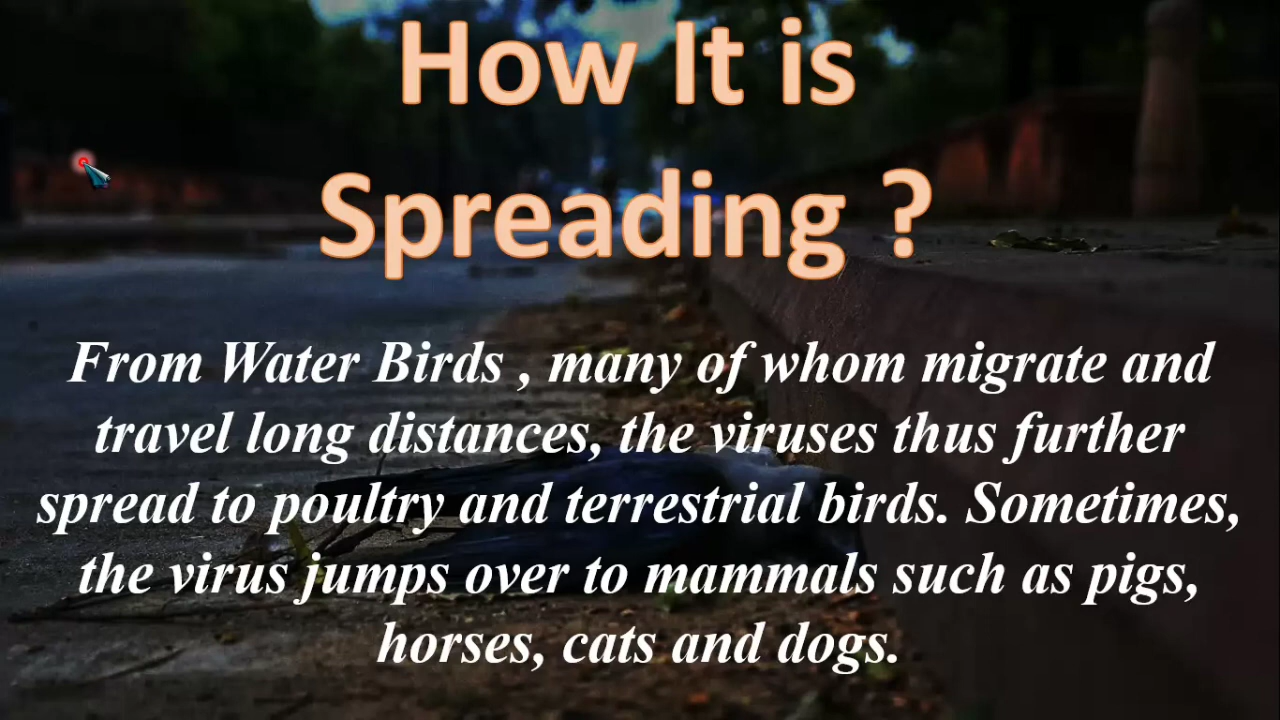 How It is
Spreading ?
From Water Birds , many of whom migrate and
travel long distances, the viruses thus further
spread to poultry and terrestrial birds. Sometimes,
the virus jumps over to mammals such as pigs,
horses, cats and dogs.